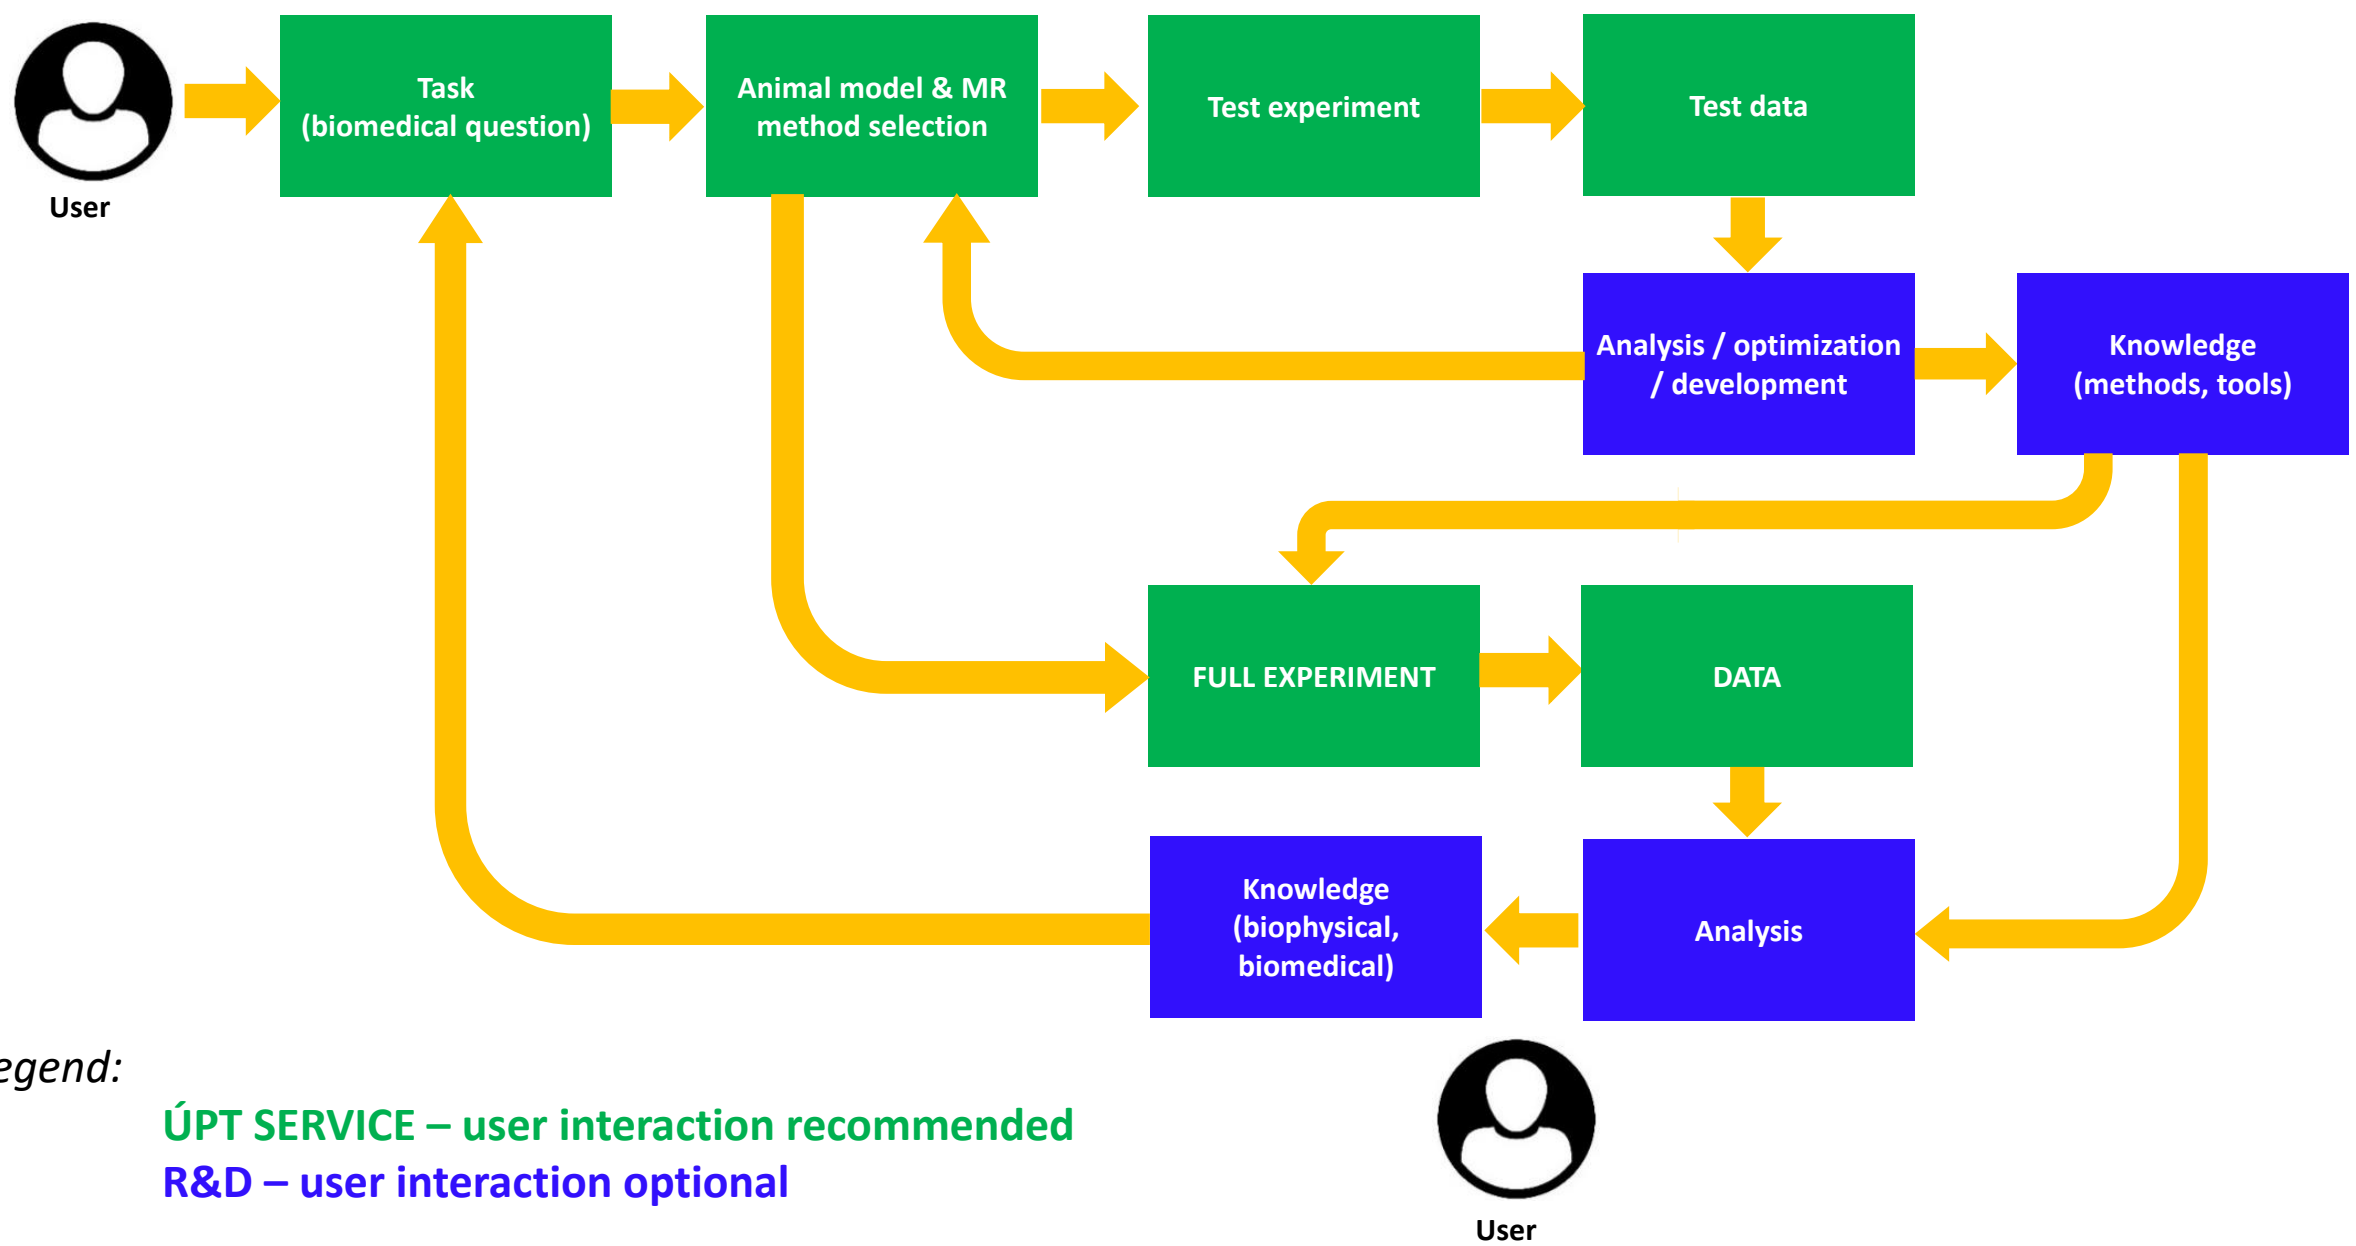 User
Task
(biomedical question)
Animal model & MR
method selection
Test experiment
Test data
Analysis / optimization
/ development
Knowledge
(methods, tools)
FULL EXPERIMENT
DATA
Knowledge
(biophysical,
biomedical)
Analysis
egend:
ÚPT SERVICE – user interaction recommended
R&D – user interaction optional
User